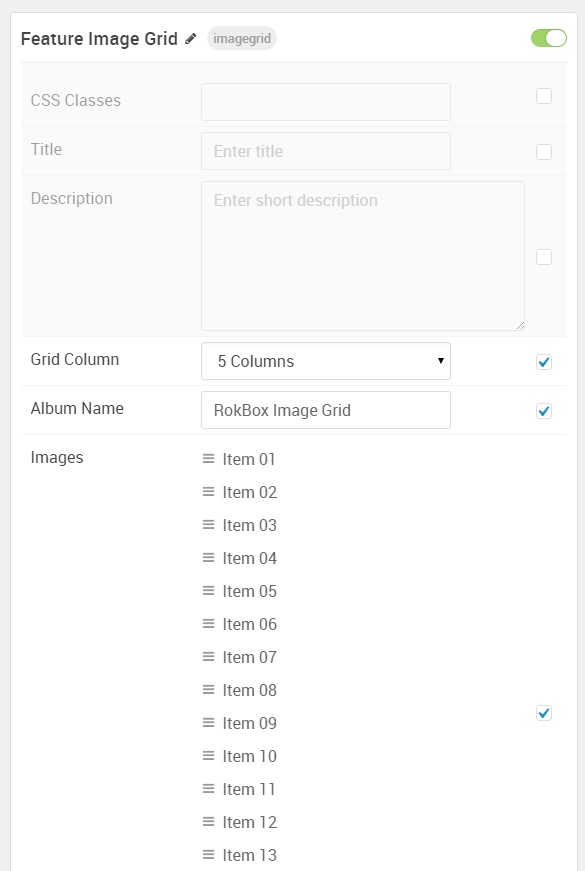 Feature Image Grid imagegrid
CSS Classes
Title Enter title
Description Enter short description
Grid Column 5 Columns
Album Name RokBox Image Grid
Images Item 01
Item 02
Item 03
Item 04
Item 05
Item 06
Item 07
Item 08
Item 09
Item 10
Item 11
Item 12
Item 13